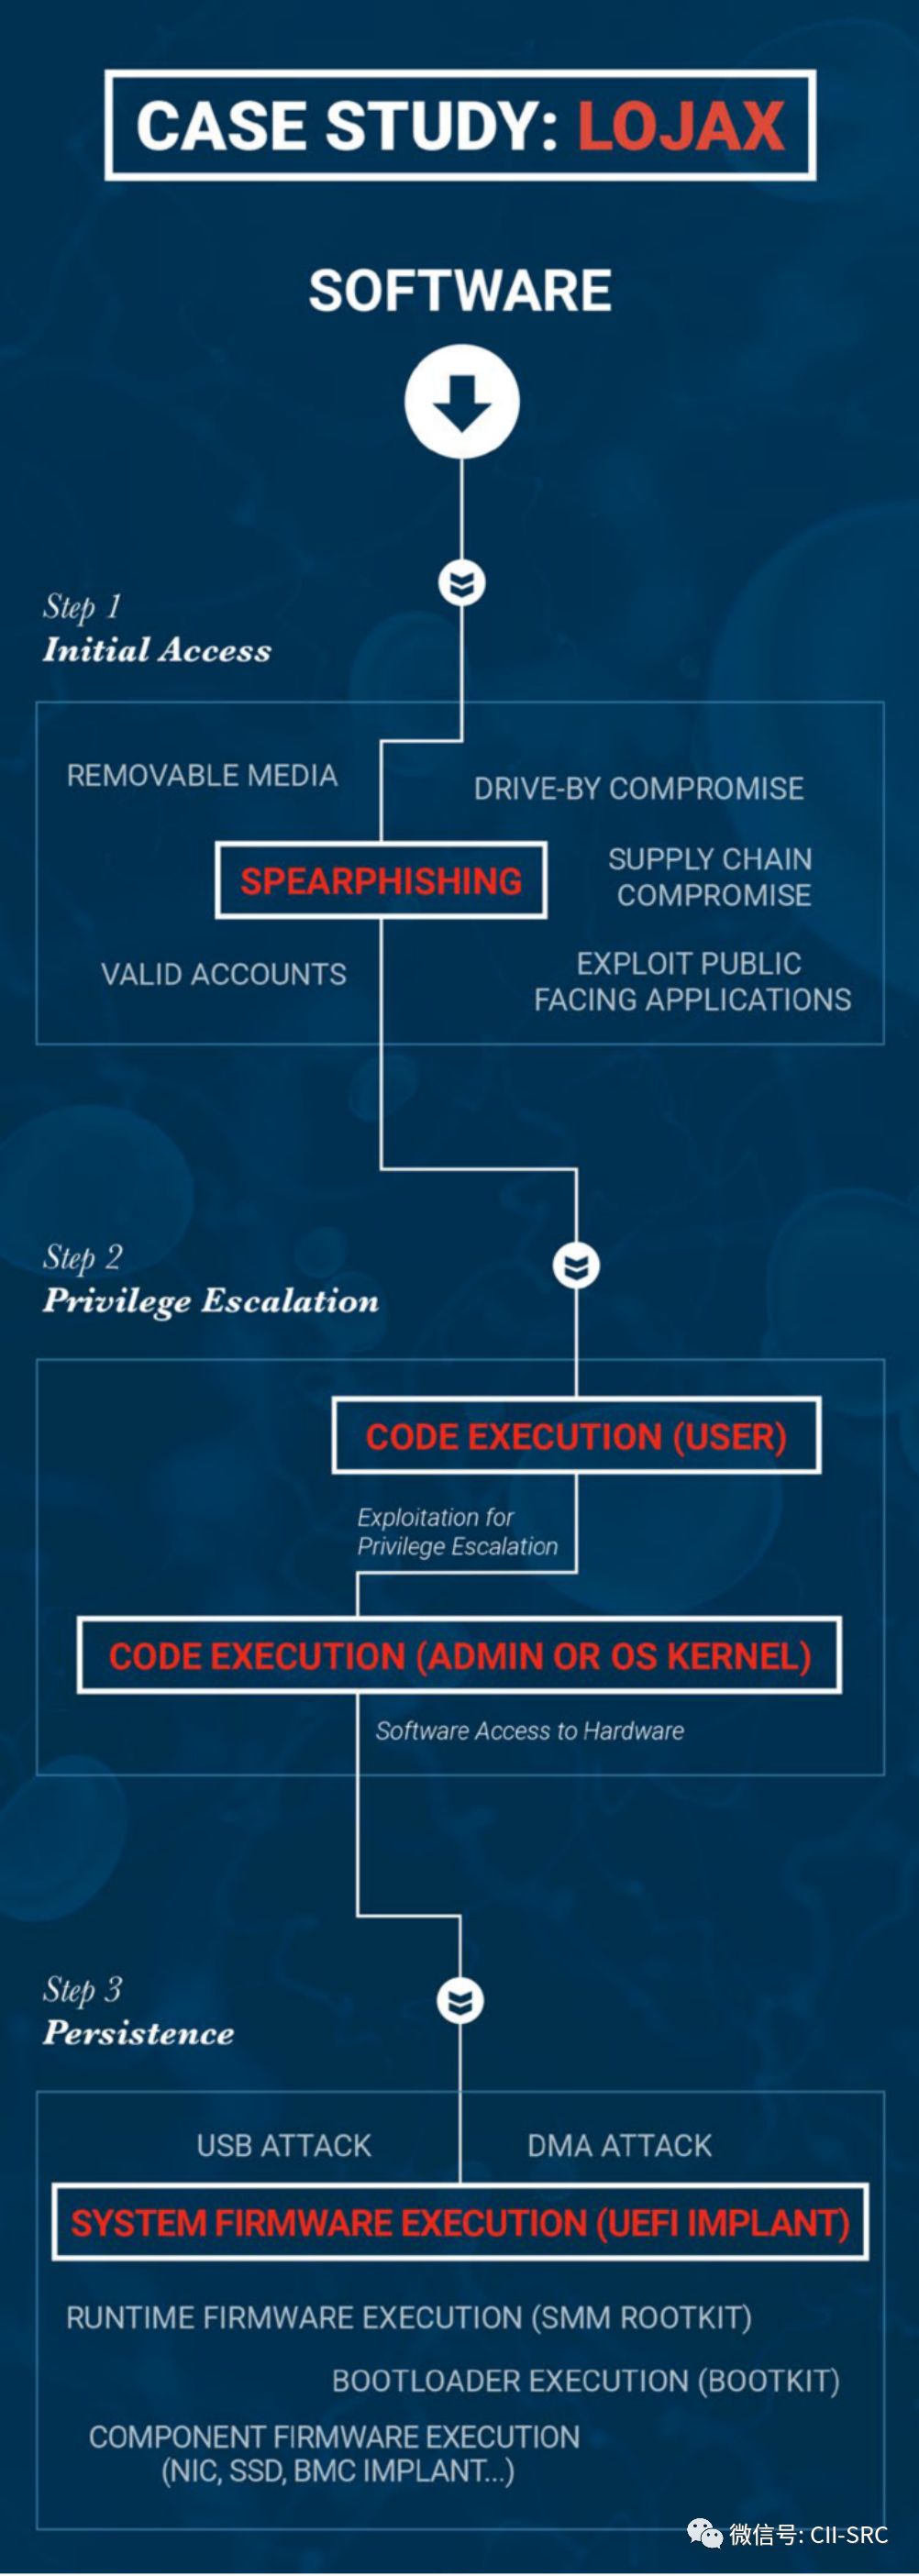 CASE STUDY: LOJAX
SOFTWARE
Step 1
Initial Access
REMOVABLE MEDIA
DRIVE-BY COMPROMISE
SPEARPHISHING
SUPPLY CHAIN
COMPROMISE
VALID ACCOUNTS
EXPLOIT PUBLIC
FACING APPLICATIONS
Step 2
Privilege Escalation
CODE EXECUTION (USER)
Exploitation for
Privilege Escalation
CODE EXECUTION (ADMIN OR OS KERNEL)
Software Access to Hardware
Step 3
Persistence
USB ATTACK
DMA ATTACK
SYSTEM FIRMWARE EXECUTION (UEFI IMPLANT)
RUNTIME FIRMWARE EXECUTION (SMM ROOTKIT)
BOOTLOADER EXECUTION (BOOTKIT)
COMPONENT FIRMWARE EXECUTION
(NIC, SSD, BMC IMPLANT...)
微信号: CII-SRC